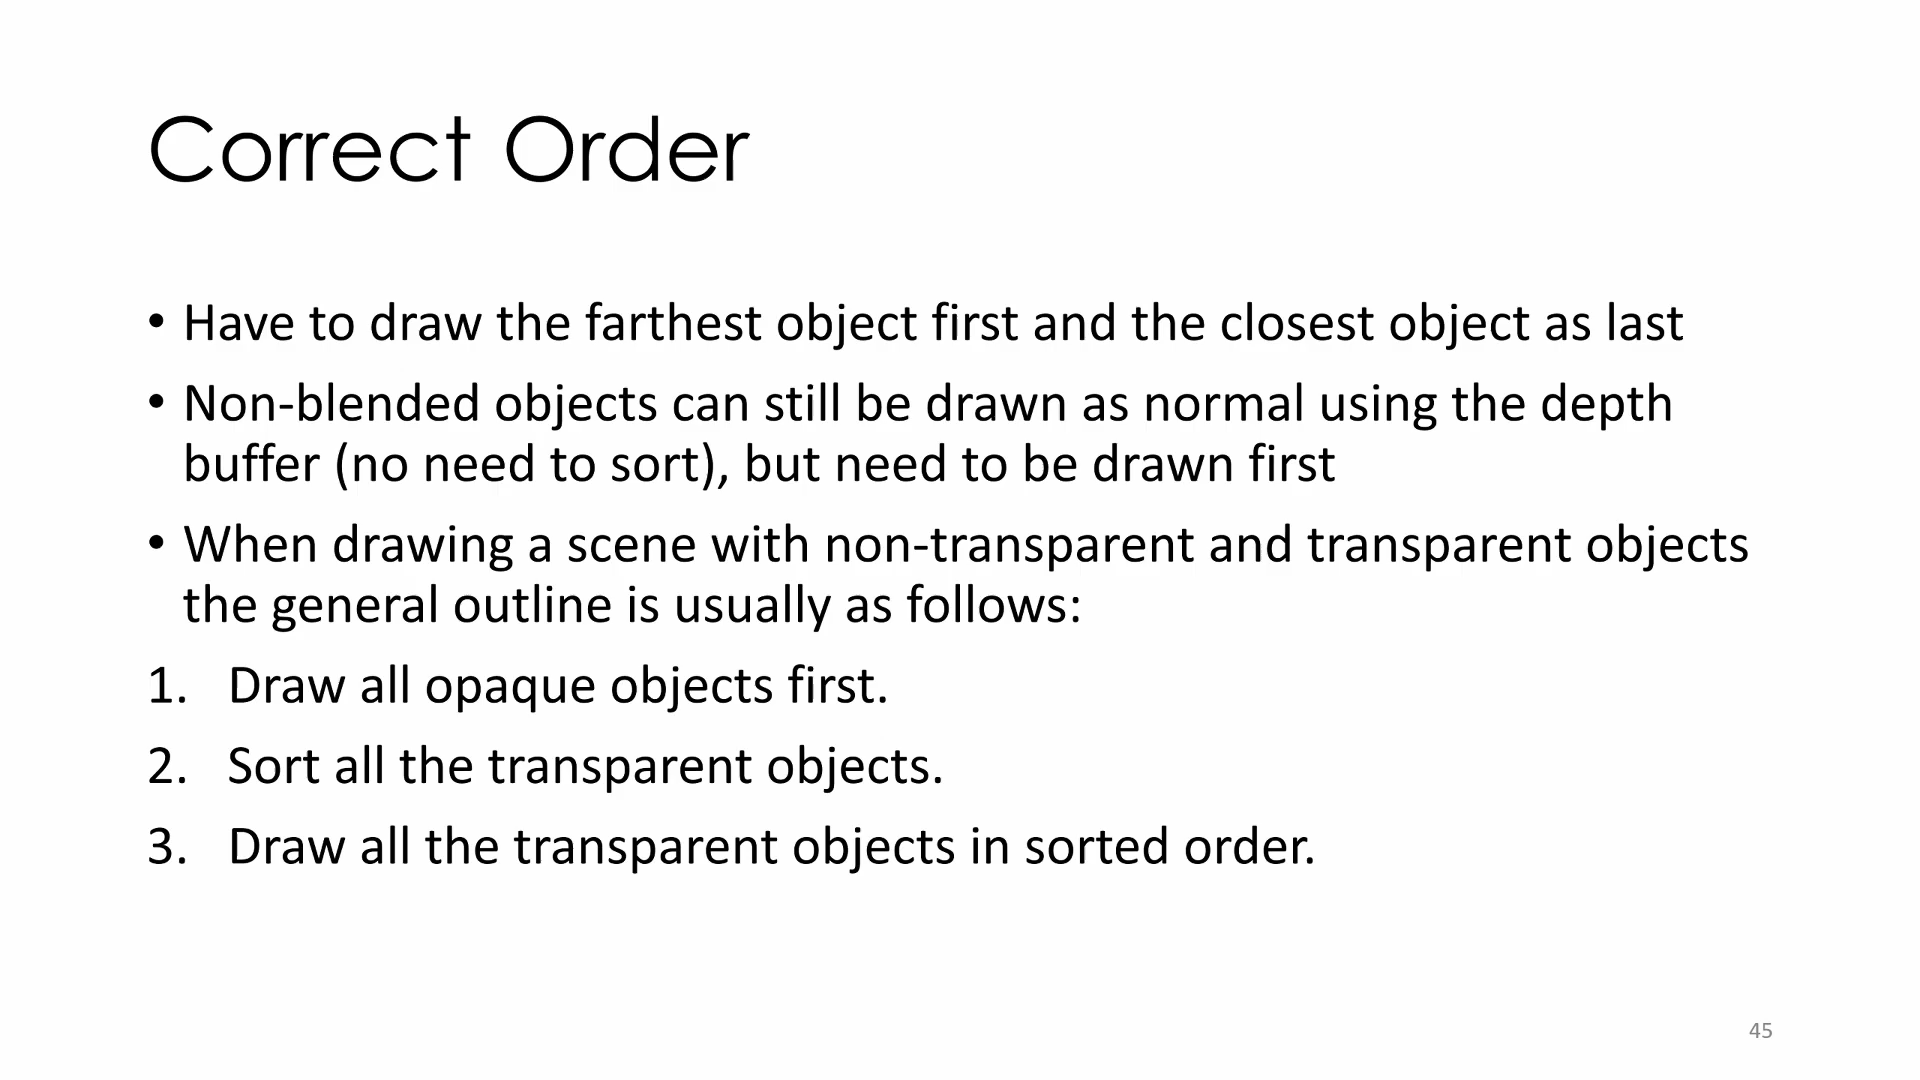 Correct Order
• Have to draw the farthest object first and the closest object as last
• Non-blended objects can still be drawn as normal using the depth
buffer (no need to sort), but need to be drawn first
• When drawing a scene with non-transparent and transparent objects
the general outline is usually as follows:
1. Draw all opaque objects first.
2. Sort all the transparent objects.
3. Draw all the transparent objects in sorted order.
45